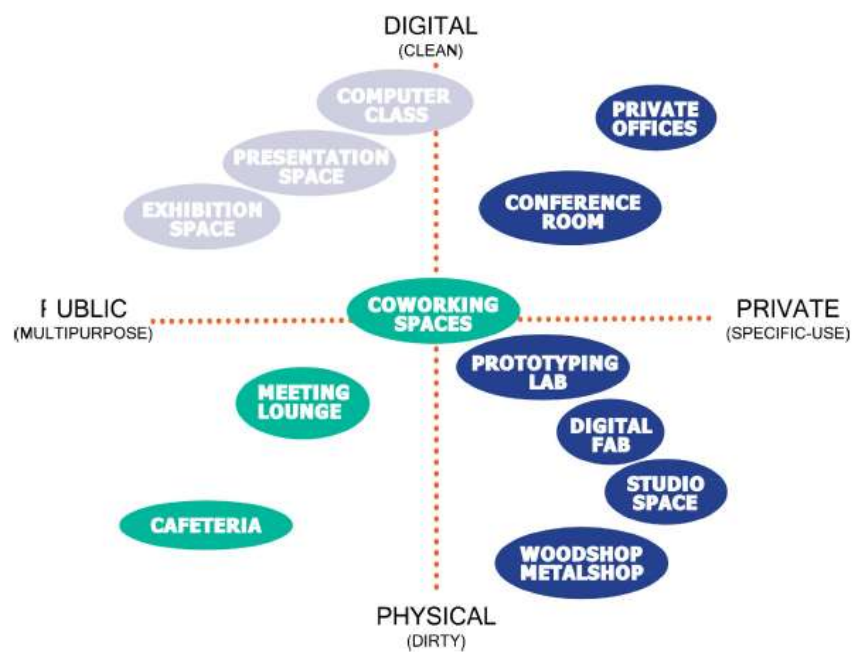 DIGITAL
(CLEAN)
COMPUTER
CLASS
PRIVATE
OFFICES
PRESENTATION
SPACE
EXHIBITION
SPACE
CONFERENCE
ROOM
PUBLIC
(MULTIPURPOSE)
COWORKING
SPACES
PRIVATE
(SPECIFIC-USE)
PROTOTYPING
LAB
MEETING
LOUNGE
DIGITAL
FAB
STUDIO
SPACE
CAFETERIA
WOODSHOP
METALSHOP
PHYSICAL
(DIRTY)